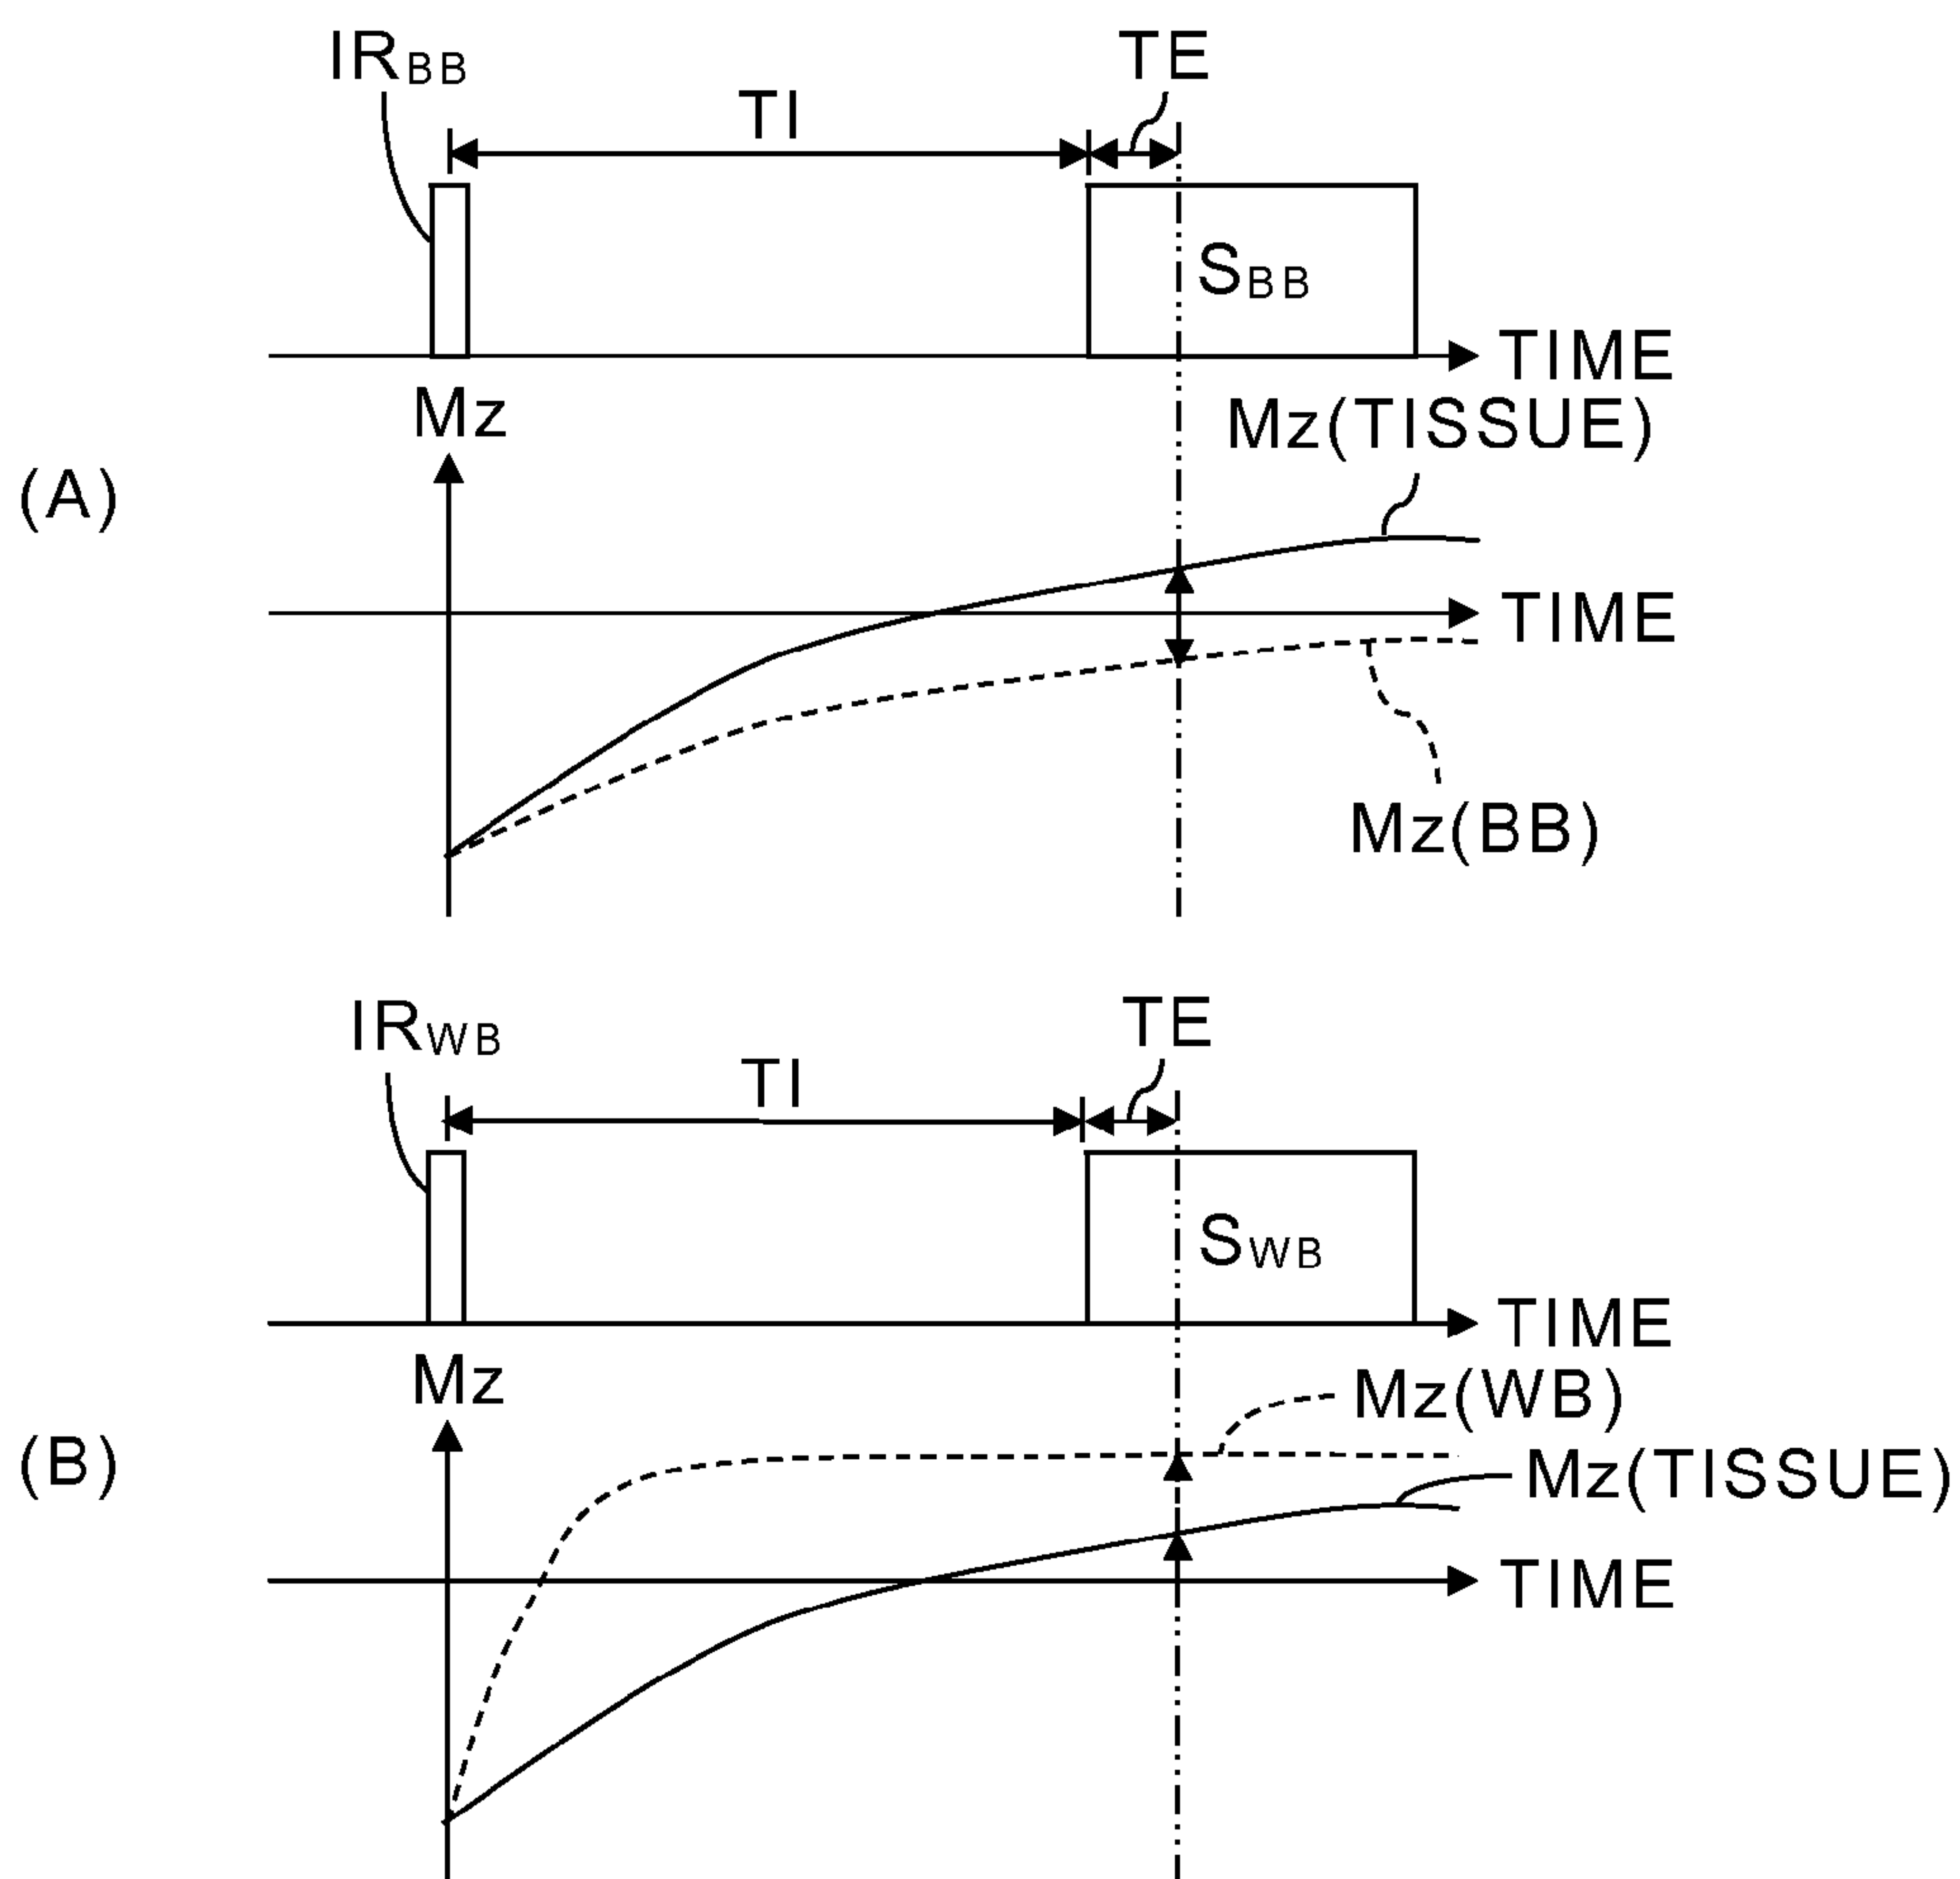 IRBB
TE
TI
SBB
TIME
Mz
Mz(TISSUE)
(A)
TIME
Mz(BB)
IRWB
TE
TI
SWB
TIME
Mz
Mz(WB)
(B)
Mz(TISSUE)
TIME